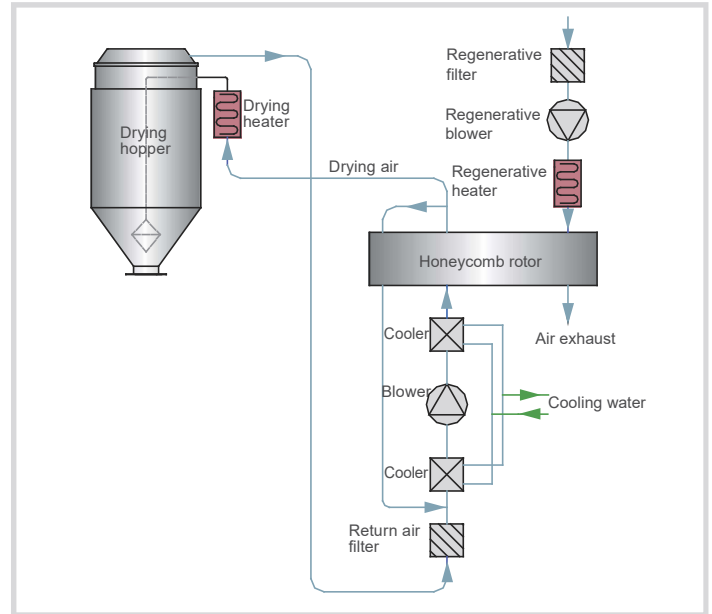 Regenerative
filter
Drying
heater
Regenerative
blower
Drying
hopper
Drying air
Regenerative
heater
Honeycomb rotor
Cooler
Air exhaust
Blower
Cooling water
Cooler
Return air
filter